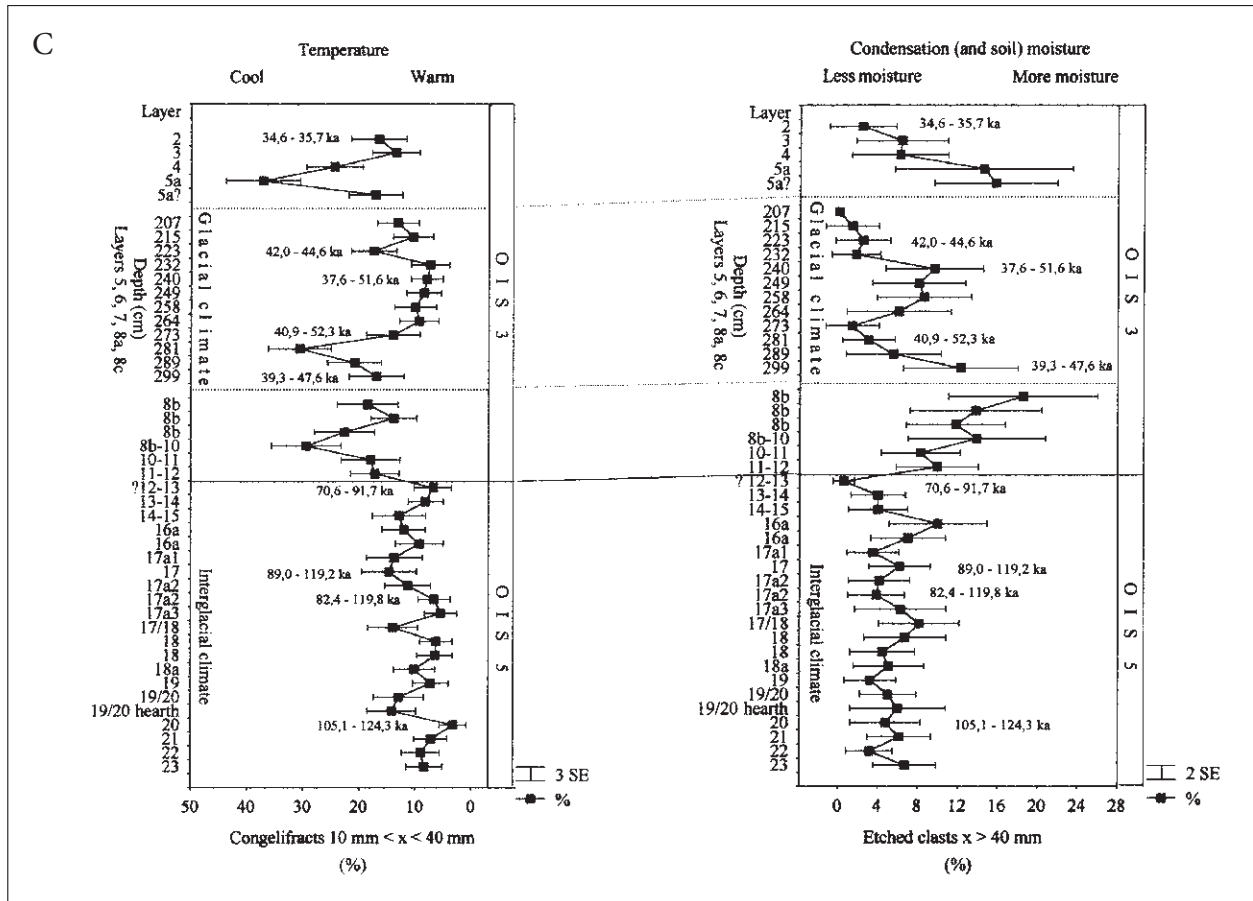 C
Temperature
Cool Warm
Layer
2
3
4
5a
5a?
207
215
223
232
240
249
258
264
273
281
289
299
8b
8b
8b
8b-10
10-11
11-12
?12-13
13-14
14-15
16a
16a
17a1
17
17a2
17a2
17a3
17/18
18
18
18a
19
19/20
19/20 hearth
20
21
22
23
Depth (cm)
Layers 5, 6, 7, 8a, 8c
34,6 - 35,7 ka
42,0 - 44,6 ka
37,6 - 51,6 ka
40,9 - 52,3 ka
39,3 - 47,6 ka
70,6 - 91,7 ka
89,0 - 119,2 ka
82,4 - 119,8 ka
105,1 - 124,3 ka
Glacial climate
Interglacial climate
OIS 3
OIS 5
3 SE
%
50 40 30 20 10 0
Congelifracts 10 mm < x < 40 mm
(%)
Condensation (and soil) moisture
Less moisture More moisture
Layer
2
3
4
5a
5a?
207
215
223
232
240
249
258
264
273
281
289
299
8b
8b
8b
8b-10
10-11
11-12
?12-13
13-14
14-15
16a
16a
17a1
17
17a2
17a2
17a3
17/18
18
18
18a
19
19/20
19/20 hearth
20
21
22
23
Depth (cm)
Layers 5, 6, 7, 8a, 8c
34,6 - 35,7 ka
42,0 - 44,6 ka
37,6 - 51,6 ka
40,9 - 52,3 ka
39,3 - 47,6 ka
70,6 - 91,7 ka
89,0 - 119,2 ka
82,4 - 119,8 ka
105,1 - 124,3 ka
Glacial climate
Interglacial climate
OIS 3
OIS 5
2 SE
%
0 4 8 12 16 20 24 28
Etched clasts x > 40 mm
(%)